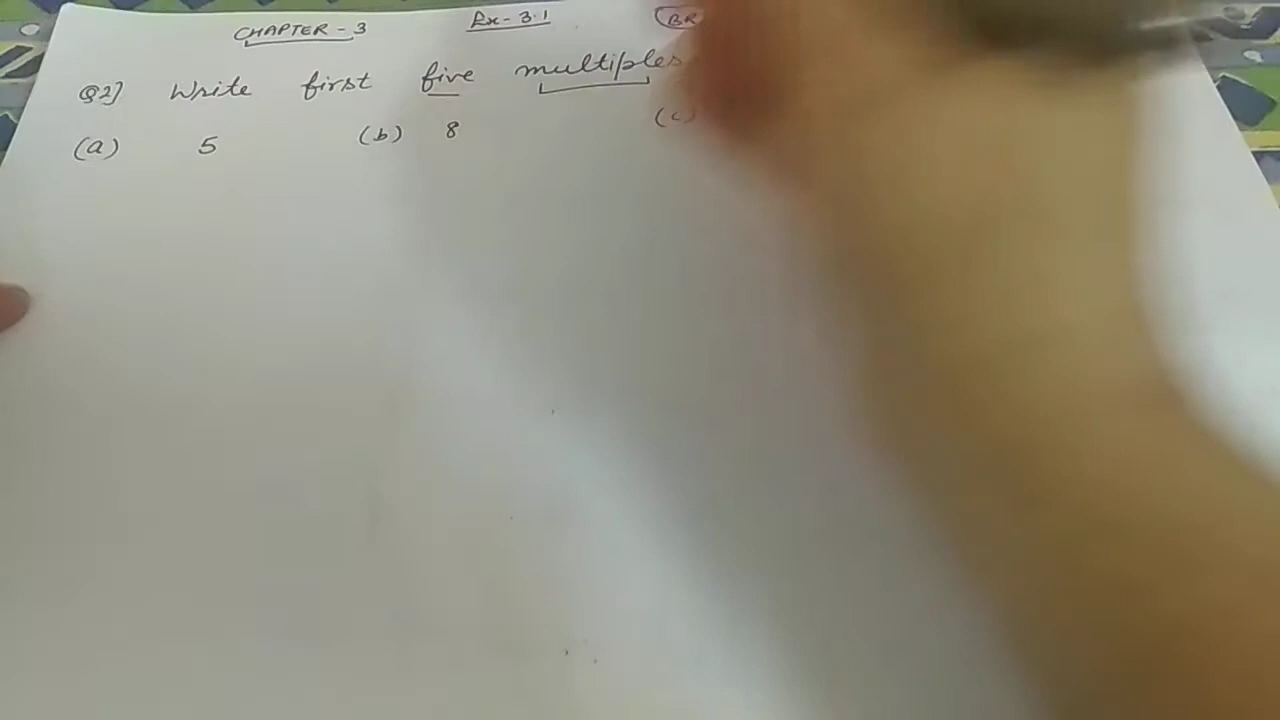 CHAPTER - 3 Ex - 3.1
Q2] Write first five multiples
(a) 5 (b) 8 (c)